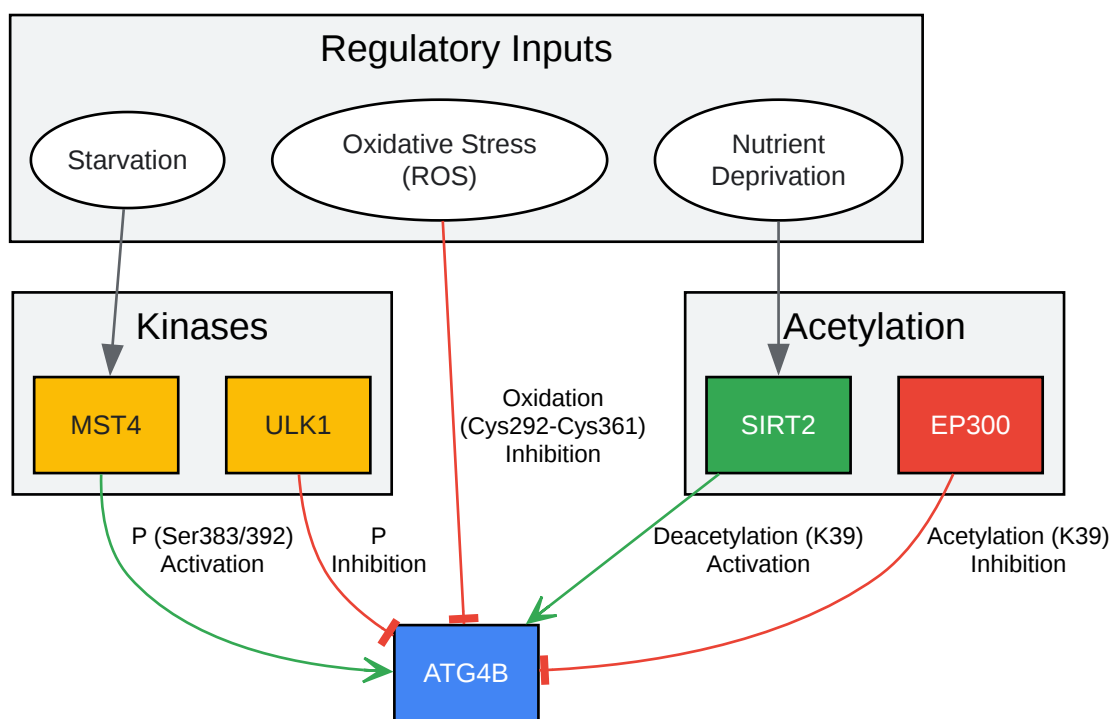 Regulatory Inputs
Starvation
Oxidative Stress
(ROS)
Nutrient
Deprivation
Kinases
MST4
ULK1
Oxidation
(Cys292-Cys361)
Inhibition
Acetylation
SIRT2
EP300
P (Ser383/392)
Activation
P
Inhibition
Deacetylation (K39)
Activation
Acetylation (K39)
Inhibition
ATG4B